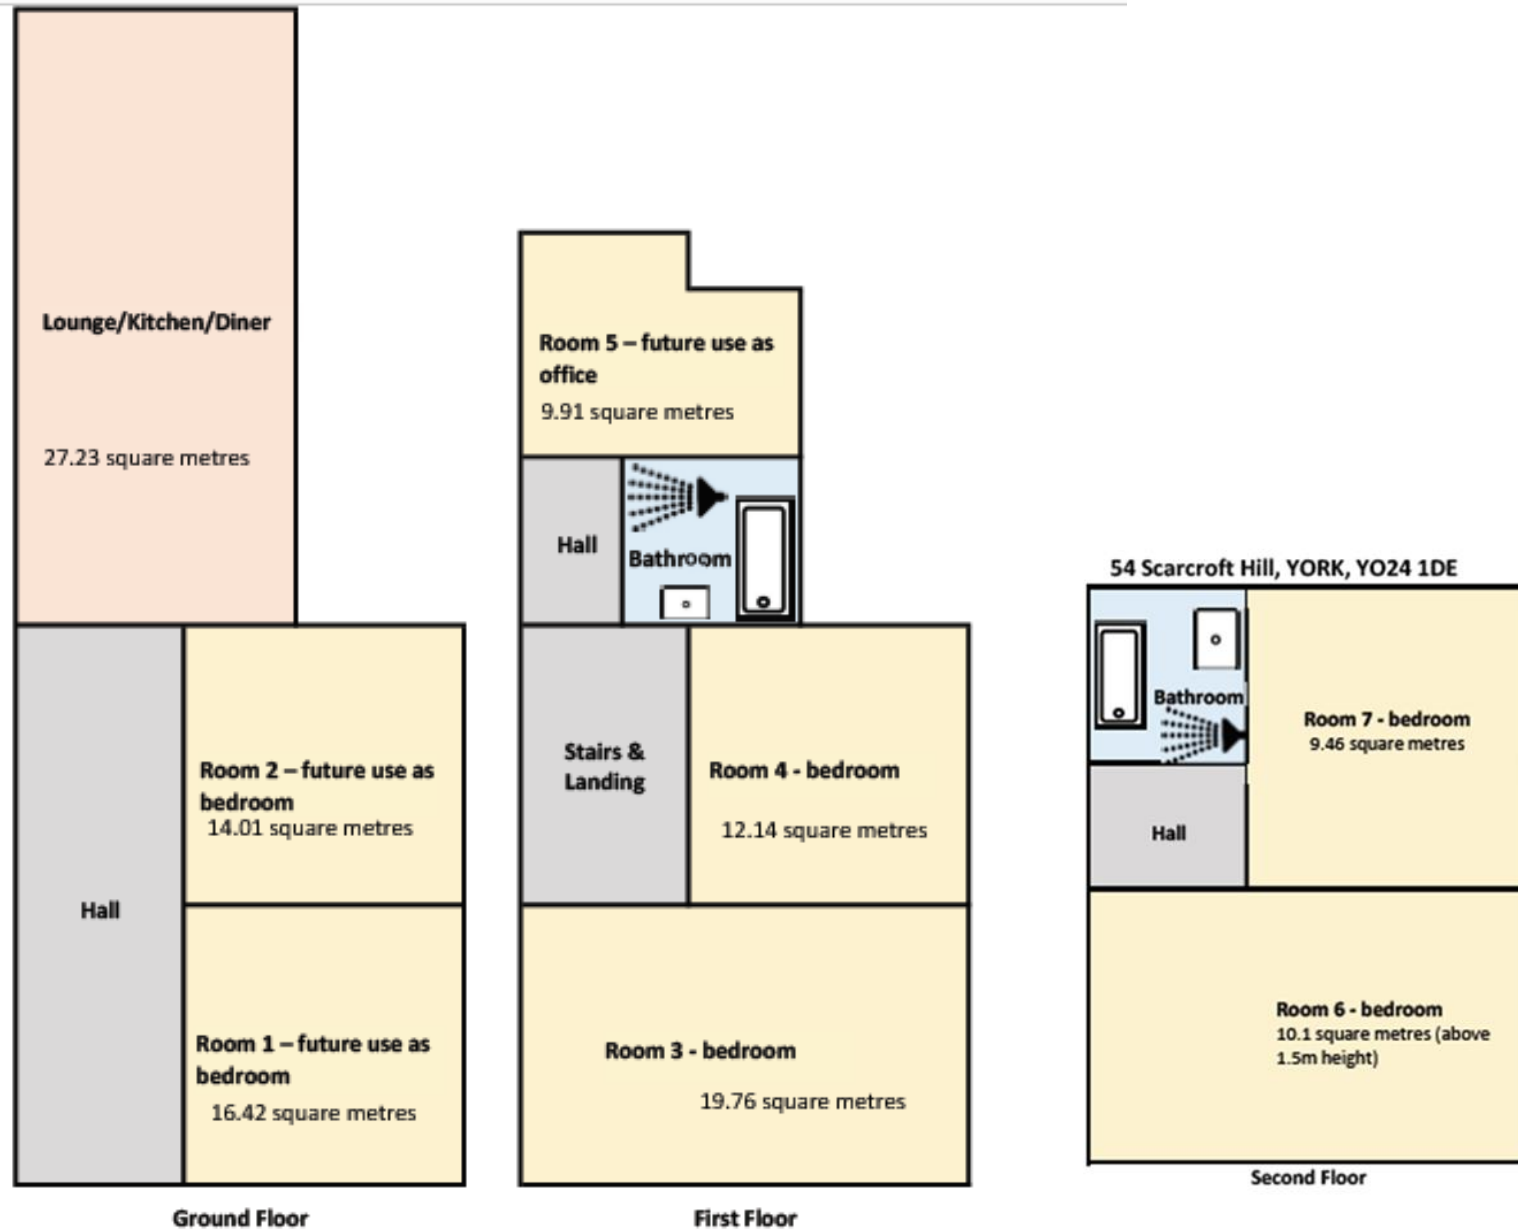 Lounge/Kitchen/Diner
27.23 square metres
Hall
Room 2 – future use as
bedroom
14.01 square metres
Room 1 – future use as
bedroom
16.42 square metres
Ground Floor
Room 5 – future use as
office
9.91 square metres
Hall
Bathroom
Stairs &
Landing
Room 4 - bedroom
12.14 square metres
Room 3 - bedroom
19.76 square metres
First Floor
54 Scarcroft Hill, YORK, YO24 1DE
Bathroom
Room 7 - bedroom
9.46 square metres
Hall
Room 6 - bedroom
10.1 square metres (above
1.5m height)
Second Floor